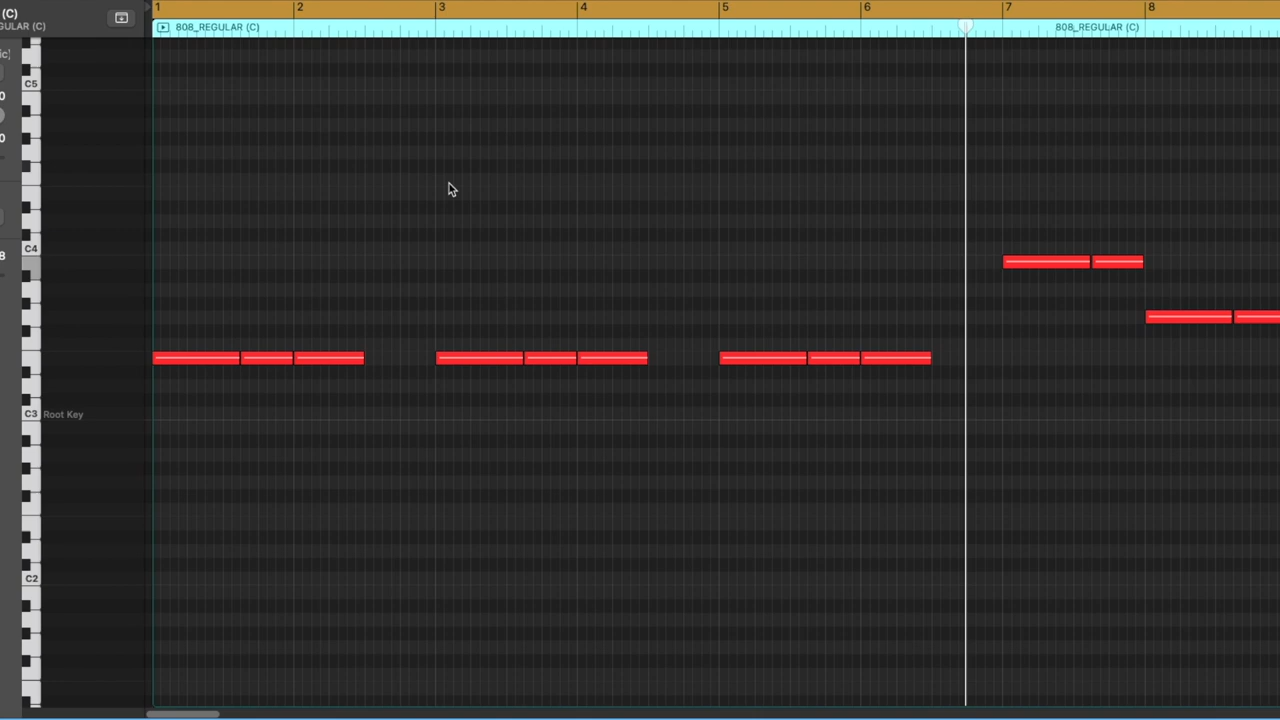 (C)
GULAR (C)
1 2 3 4 5 6 7 8
808_REGULAR (C) 808_REGULAR (C)
ic]
C5
0
0
C4
8
C3 Root Key
C2